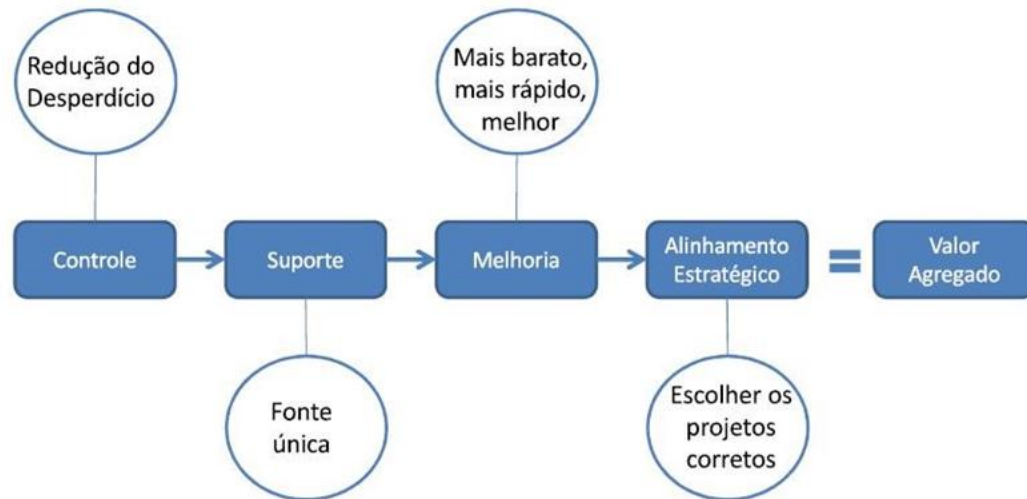 Redução do
Desperdício
Mais barato,
mais rápido,
melhor
Controle
Suporte
Melhoria
Alinhamento
Estratégico
=
Valor
Agregado
Fonte
única
Escolher os
projetos
corretos